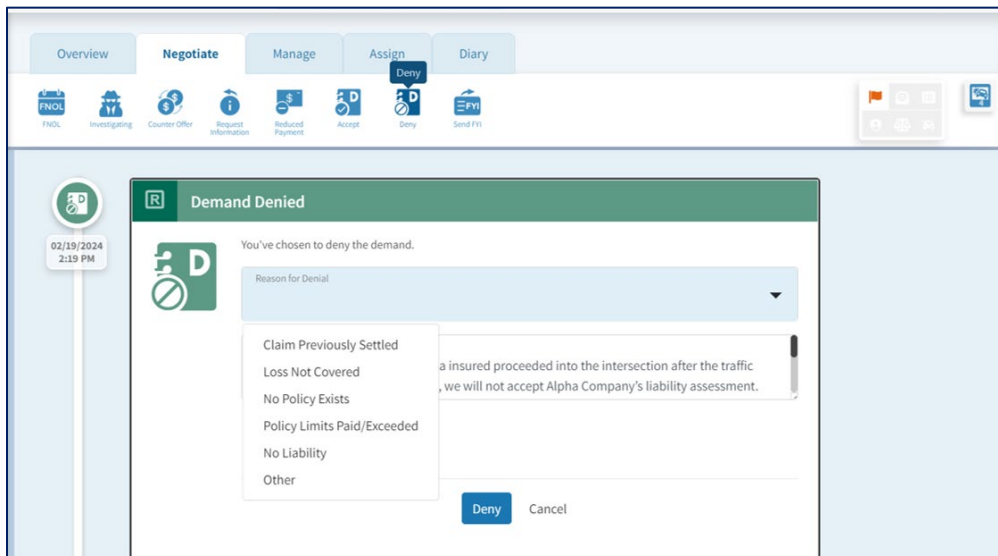 Overview
Negotiate
Manage
Assign
Diary
Deny
FNOL
FYI
FNOL
Investigating
Counter Offer
Request Information
Reduced Payment
Accept
Deny
Send FYI
R
Demand Denied
02/19/2024
2:19 PM
D
You've chosen to deny the demand.
Reason for Denial
Claim Previously Settled
Loss Not Covered
a insured proceeded into the intersection after the traffic
No Policy Exists
, we will not accept Alpha Company's liability assessment.
Policy Limits Paid/Exceeded
No Liability
Other
Deny
Cancel